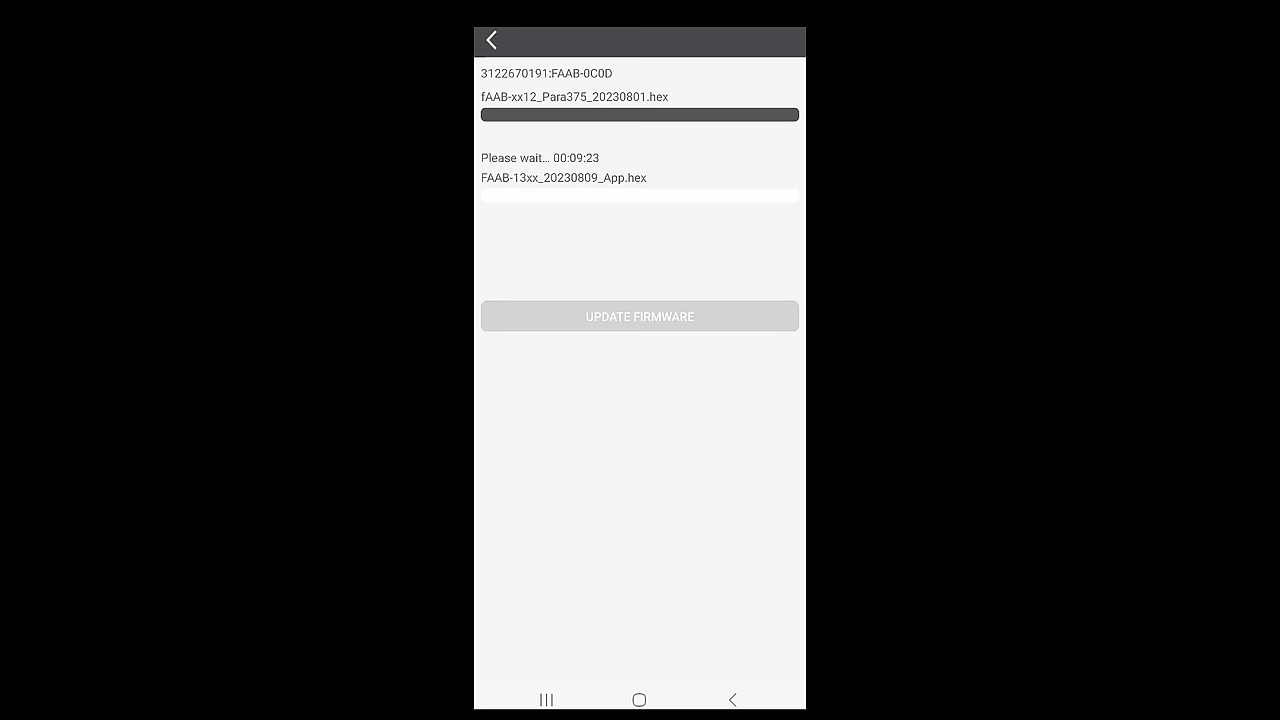 3122670191:FAAB-0C0D
fAAB-xx12_Para375_20230801.hex
Please wait... 00:09:23
FAAB-13xx_20230809_App.hex
UPDATE FIRMWARE